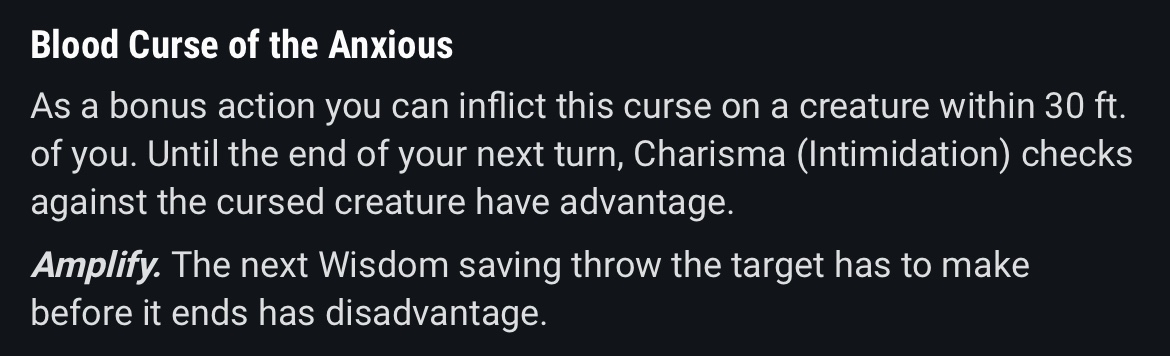 Blood Curse of the Anxious
As a bonus action you can inflict this curse on a creature within 30 ft.
of you. Until the end of your next turn, Charisma (Intimidation) checks
against the cursed creature have advantage.
Amplify. The next Wisdom saving throw the target has to make
before it ends has disadvantage.